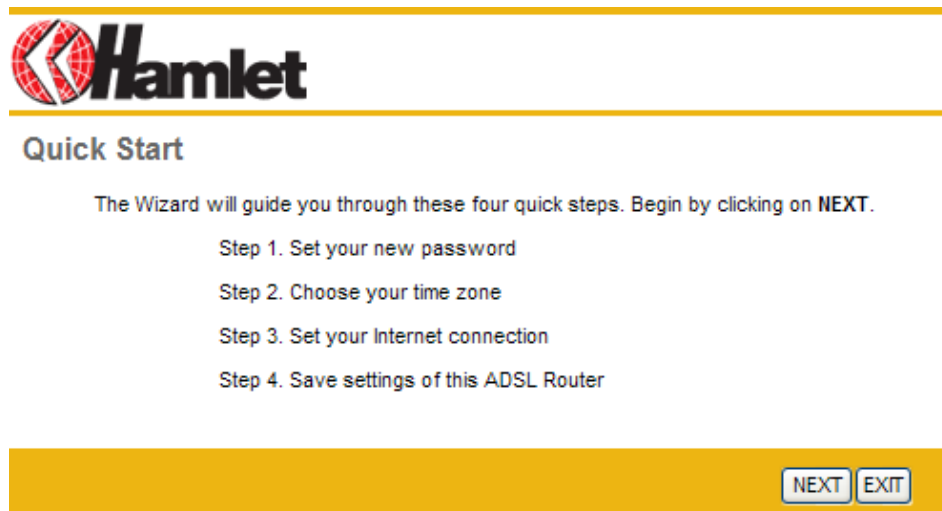 Hamlet
Quick Start
The Wizard will guide you through these four quick steps. Begin by clicking on NEXT.
Step 1. Set your new password
Step 2. Choose your time zone
Step 3. Set your Internet connection
Step 4. Save settings of this ADSL Router
NEXT EXIT